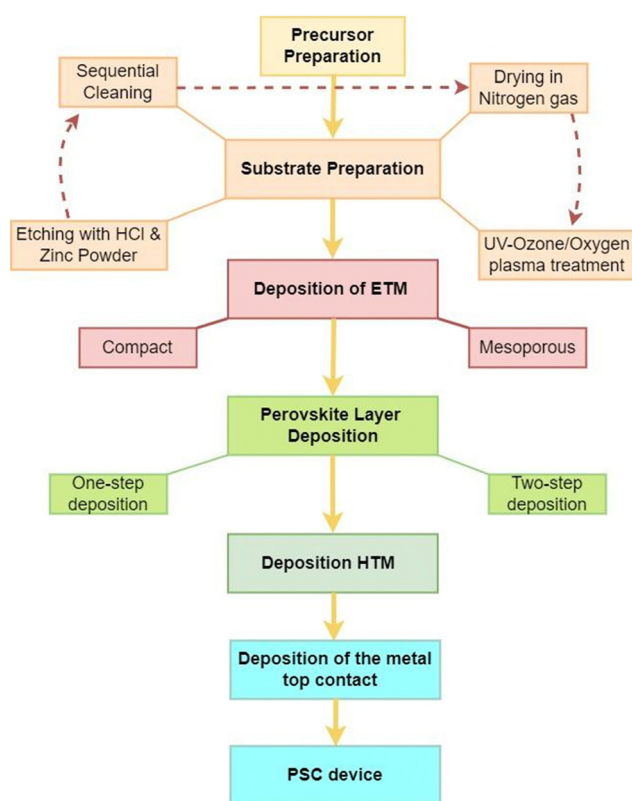 Precursor
Preparation
Sequential
Cleaning
Drying in
Nitrogen gas
Substrate Preparation
Etching with HCl &
Zinc Powder
UV-Ozone/Oxygen
plasma treatment
Deposition of ETM
Compact
Mesoporous
Perovskite Layer
Deposition
One-step
deposition
Two-step
deposition
Deposition HTM
Deposition of the metal
top contact
PSC device